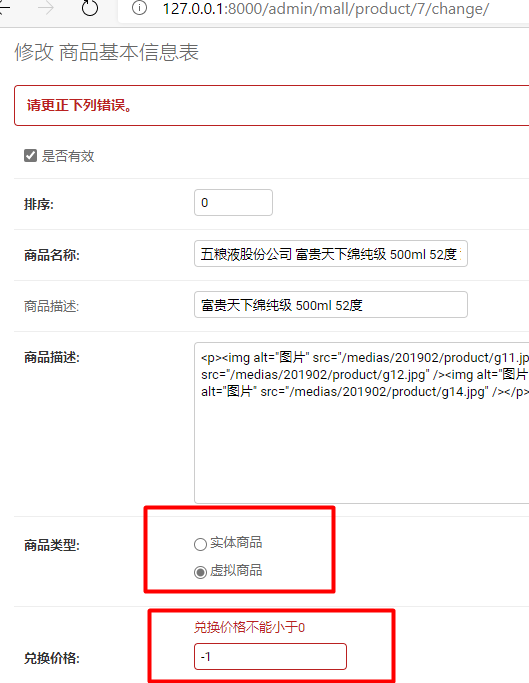 127.0.0.1:8000/admin/mall/product/7/change/
修改 商品基本信息表
请更正下列错误。
是否有效
排序: 0
商品名称: 五粮液股份公司 富贵天下绵纯级 500ml 52度
商品描述: 富贵天下绵纯级 500ml 52度
商品描述: <p><img alt="图片" src="/medias/201902/product/g11.jp
src="/medias/201902/product/g12.jpg" /><img alt="图片
alt="图片" src="/medias/201902/product/g14.jpg" /></p>
商品类型: 实体商品
虚拟商品
兑换价格不能小于0
兑换价格: -1